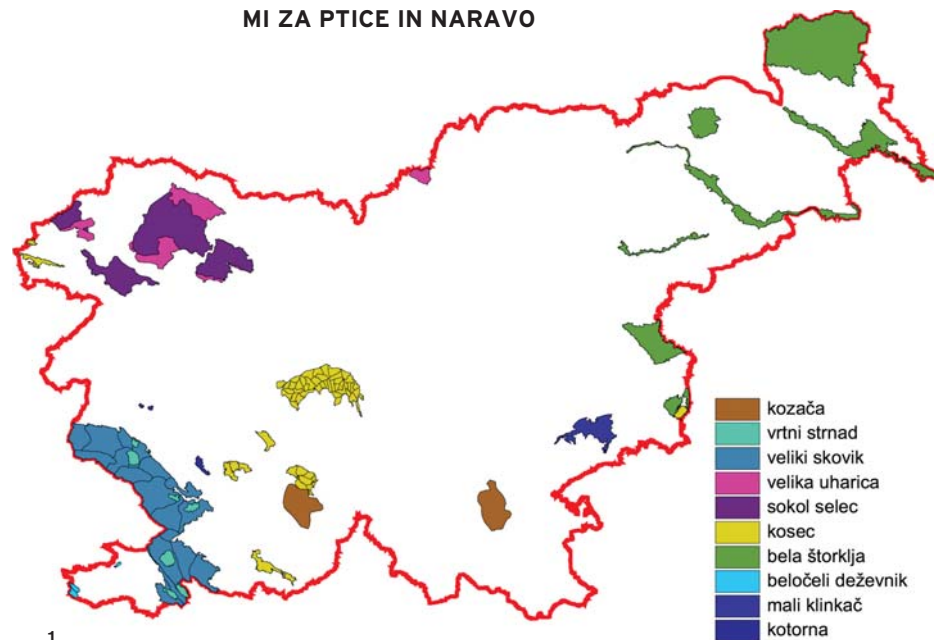 MI ZA PTICE IN NARAVO
kozača
vrtni strnad
veliki skovik
velika uharica
sokol selec
kosec
bela štorklja
beločeli deževnik
mali klinkač
kotorna
1